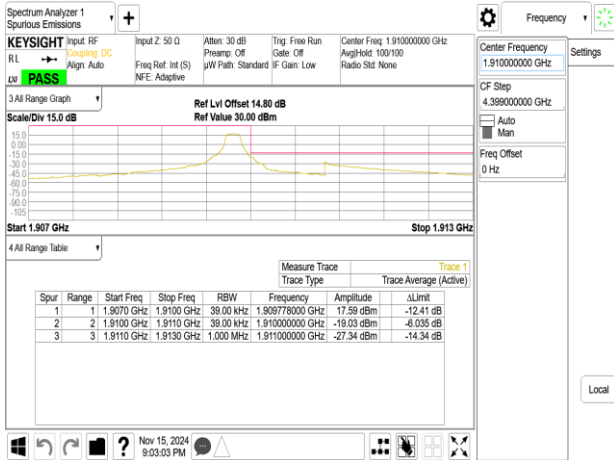 Spectrum Analyzer 1
Spurious Emissions
+
Frequency
KEYSIGHT Input: RF Input Z: 50 Ω Atten: 30 dB Trig: Free Run Center Freq: 1.910000000 GHz
RL Coupling: DC Preamp: Off Gate: Off Avg|Hold: 100/100
Align: Auto Freq Ref: Int (S) µW Path: Standard IF Gain: Low Radio Std: None
LXI PASS NFE: Adaptive
Center Frequency
1.910000000 GHz
Settings
CF Step
4.399000000 GHz
Auto
Man
Freq Offset
0 Hz
3 All Range Graph
Ref Lvl Offset 14.80 dB
Scale/Div 15.0 dB Ref Value 30.00 dBm
15.0
0.00
-15.0
-30.0
-45.0
-60.0
-75.0
-90.0
-105
Start 1.907 GHz Stop 1.913 GHz
4 All Range Table
Measure Trace Trace 1
Trace Type Trace Average (Active)
Spur Range Start Freq Stop Freq RBW Frequency Amplitude ΔLimit
1 1 1.9070 GHz 1.9100 GHz 39.00 kHz 1.909778000 GHz 17.59 dBm -12.41 dB
2 2 1.9100 GHz 1.9110 GHz 39.00 kHz 1.910000000 GHz -19.03 dBm -6.035 dB
3 3 1.9110 GHz 1.9130 GHz 1.000 MHz 1.911000000 GHz -27.34 dBm -14.34 dB
Local
? Nov 15, 2024
9:03:03 PM